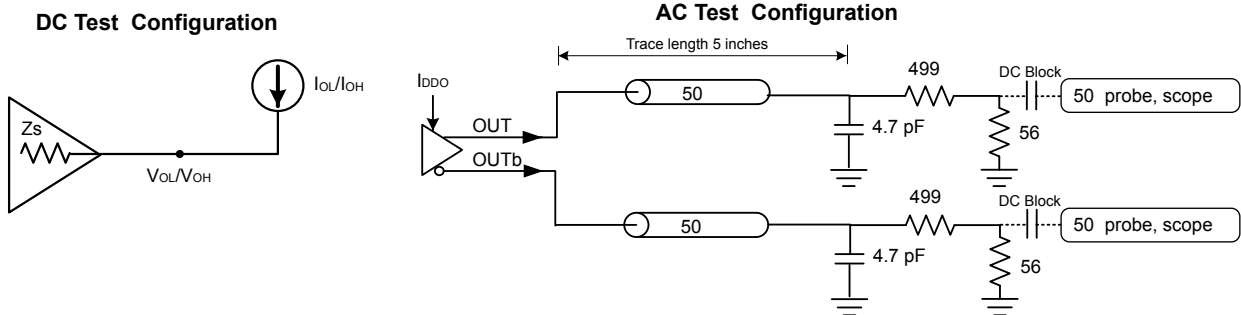 DC Test Configuration
Zs
VOL/VOH
IOL/IOH
AC Test Configuration
Trace length 5 inches
IDDO
OUT
OUTb
50
4.7 pF
499
56
DC Block
50 probe, scope
50
4.7 pF
499
56
DC Block
50 probe, scope